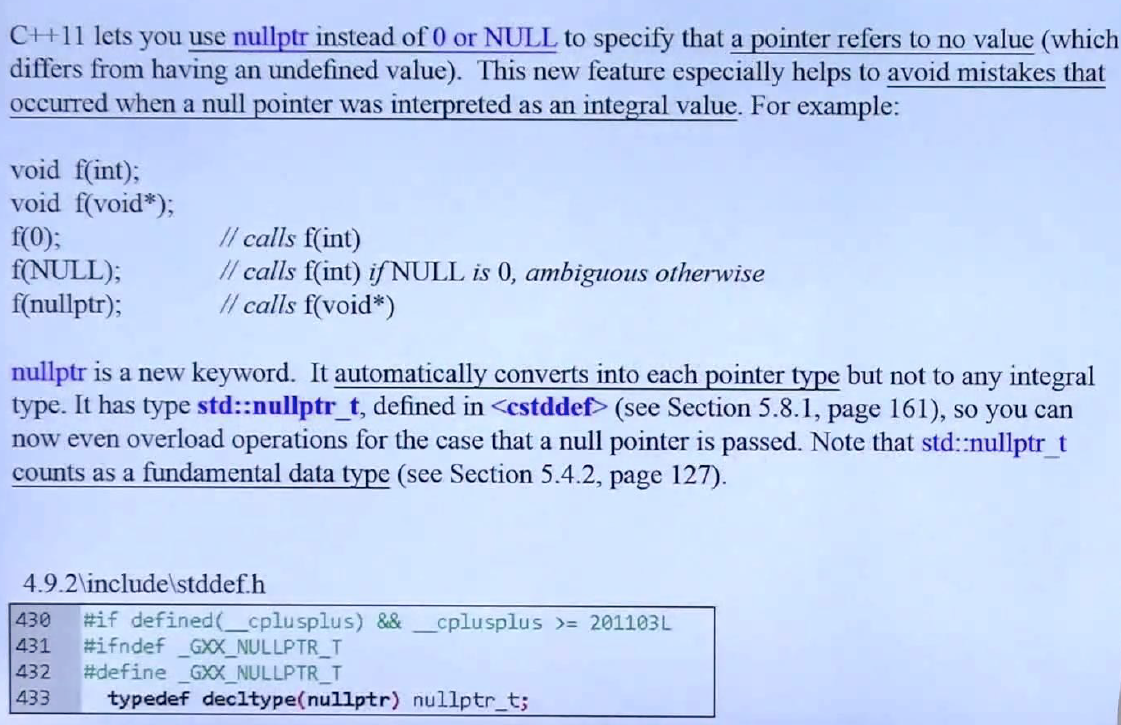 C++11 lets you use nullptr instead of 0 or NULL to specify that a pointer refers to no value (which
differs from having an undefined value). This new feature especially helps to avoid mistakes that
occurred when a null pointer was interpreted as an integral value. For example:
void f(int);
void f(void*);
f(0); // calls f(int)
f(NULL); // calls f(int) if NULL is 0, ambiguous otherwise
f(nullptr); // calls f(void*)
nullptr is a new keyword. It automatically converts into each pointer type but not to any integral
type. It has type std::nullptr_t, defined in <cstddef> (see Section 5.8.1, page 161), so you can
now even overload operations for the case that a null pointer is passed. Note that std::nullptr_t
counts as a fundamental data type (see Section 5.4.2, page 127).
4.9.2\include\stddef.h
430 #if defined(__cplusplus) && __cplusplus >= 201103L
431 #ifndef _GXX_NULLPTR_T
432 #define _GXX_NULLPTR_T
433 typedef decltype(nullptr) nullptr_t;